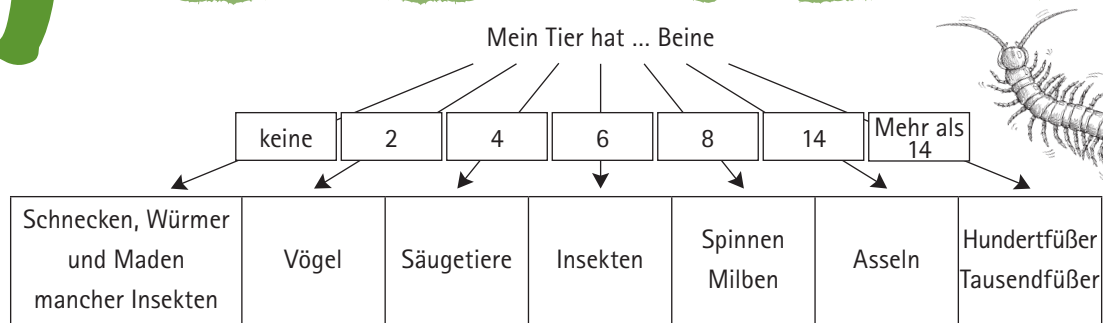 Mein Tier hat ... Beine
keine
2
4
6
8
14
Mehr als
14
Schnecken, Würmer
und Maden
mancher Insekten
Vögel
Säugetiere
Insekten
Spinnen
Milben
Asseln
Hundertfüßer
Tausendfüßer